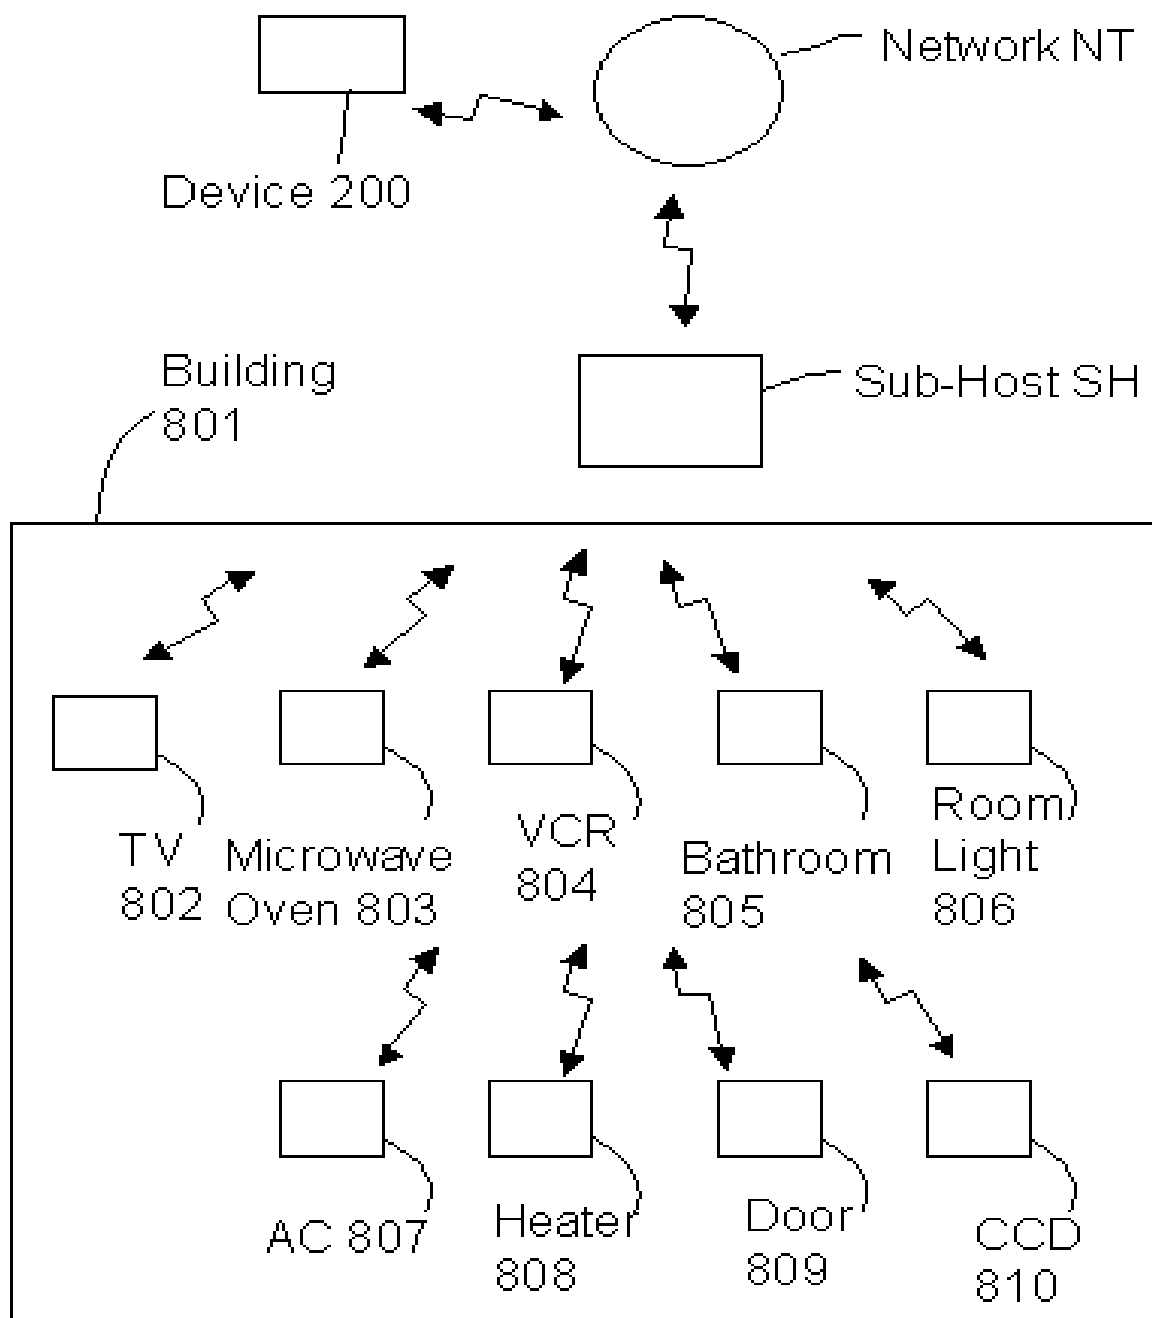 Network NT
Device 200
Building
801
Sub-Host SH
TV
802
Microwave
Oven 803
VCR
804
Bathroom
805
Room
Light
806
AC 807
Heater
808
Door
809
CCD
810